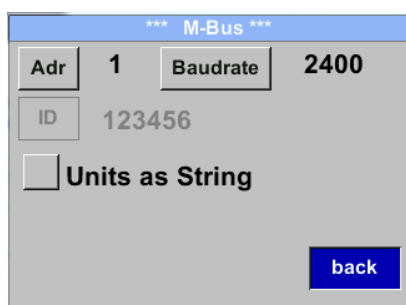 *** M-Bus ***
Adr 1 Baudrate 2400
ID 123456
Units as String
back